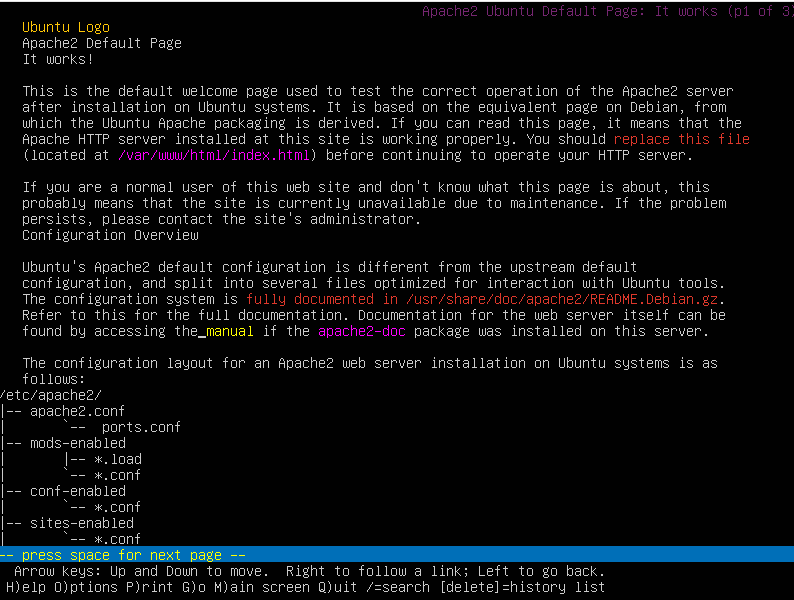 Apache2 Ubuntu Default Page: It works (p1 of 3)
Ubuntu Logo
Apache2 Default Page
It works!
This is the default welcome page used to test the correct operation of the Apache2 server
after installation on Ubuntu systems. It is based on the equivalent page on Debian, from
which the Ubuntu Apache packaging is derived. If you can read this page, it means that the
Apache HTTP server installed at this site is working properly. You should replace this file
(located at /var/www/html/index.html) before continuing to operate your HTTP server.
If you are a normal user of this web site and don't know what this page is about, this
probably means that the site is currently unavailable due to maintenance. If the problem
persists, please contact the site's administrator.
Configuration Overview
Ubuntu's Apache2 default configuration is different from the upstream default
configuration, and split into several files optimized for interaction with Ubuntu tools.
The configuration system is fully documented in /usr/share/doc/apache2/README.Debian.gz.
Refer to this for the full documentation. Documentation for the web server itself can be
found by accessing the_manual if the apache2-doc package was installed on this server.
The configuration layout for an Apache2 web server installation on Ubuntu systems is as
follows:
/etc/apache2/
|-- apache2.conf
|       `--  ports.conf
|-- mods-enabled
|       |-- *.load
|       `-- *.conf
|-- conf-enabled
|       `-- *.conf
|-- sites-enabled
|       `-- *.conf
-- press space for next page --
Arrow keys: Up and Down to move.  Right to follow a link; Left to go back.
H)elp O)ptions P)rint G)o M)ain screen Q)uit /=search [delete]=history list